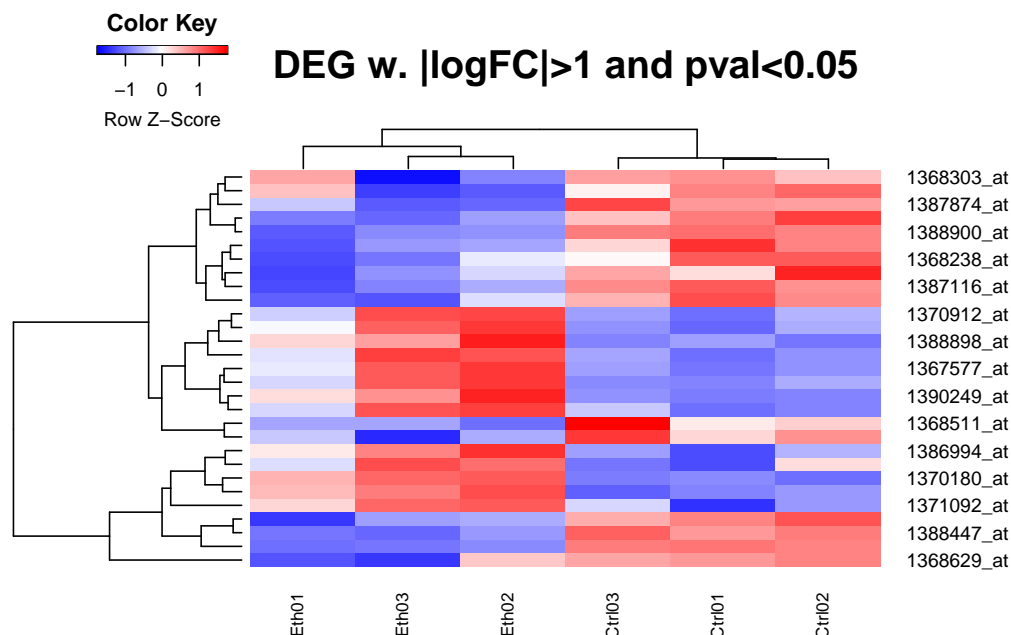 Color Key
−1 0 1
Row Z−Score
DEG w. |logFC|>1 and pval<0.05
1368303_at
1387874_at
1388900_at
1368238_at
1387116_at
1370912_at
1388898_at
1367577_at
1390249_at
1368511_at
1386994_at
1370180_at
1371092_at
1388447_at
1368629_at
Eth01
Eth03
Eth02
Ctrl03
Ctrl01
Ctrl02